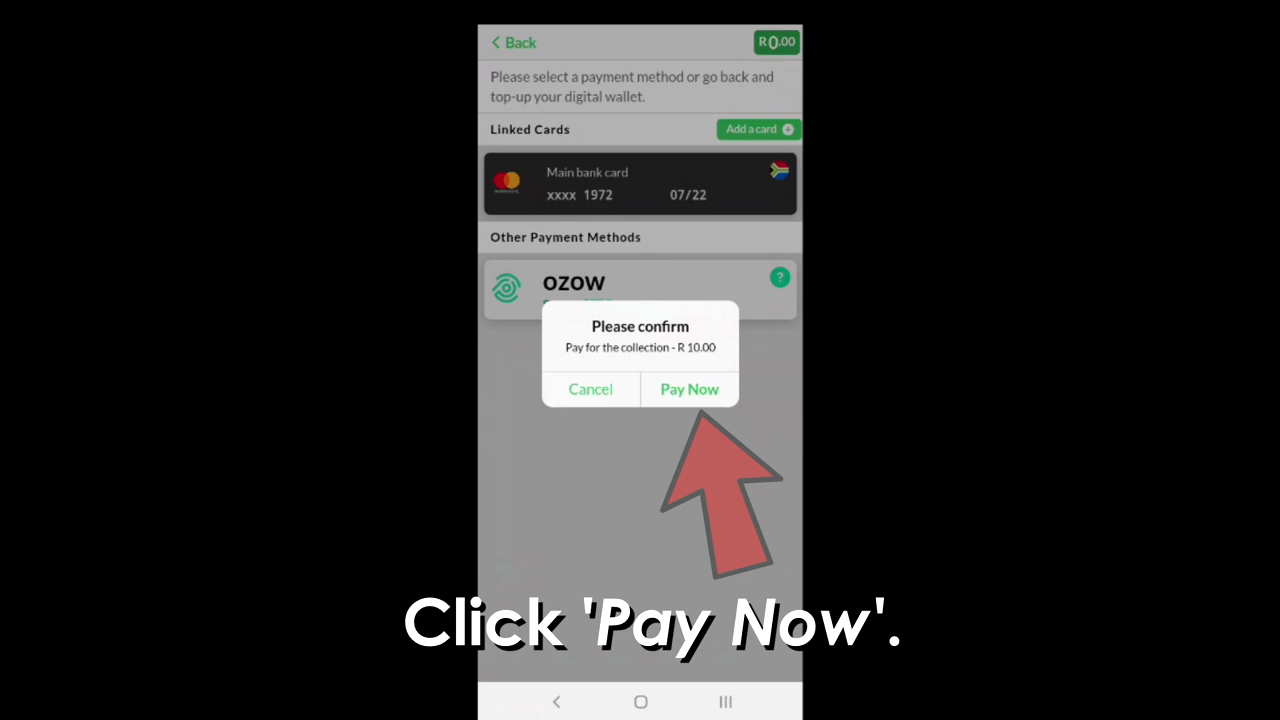 Back
R0.00
Please select a payment method or go back and
top-up your digital wallet.
Linked Cards
Add a card
Main bank card
xxxx 1972 07/22
Other Payment Methods
OZOW
?
Please confirm
Pay for the collection - R 10.00
Cancel
Pay Now
Click 'Pay Now'.